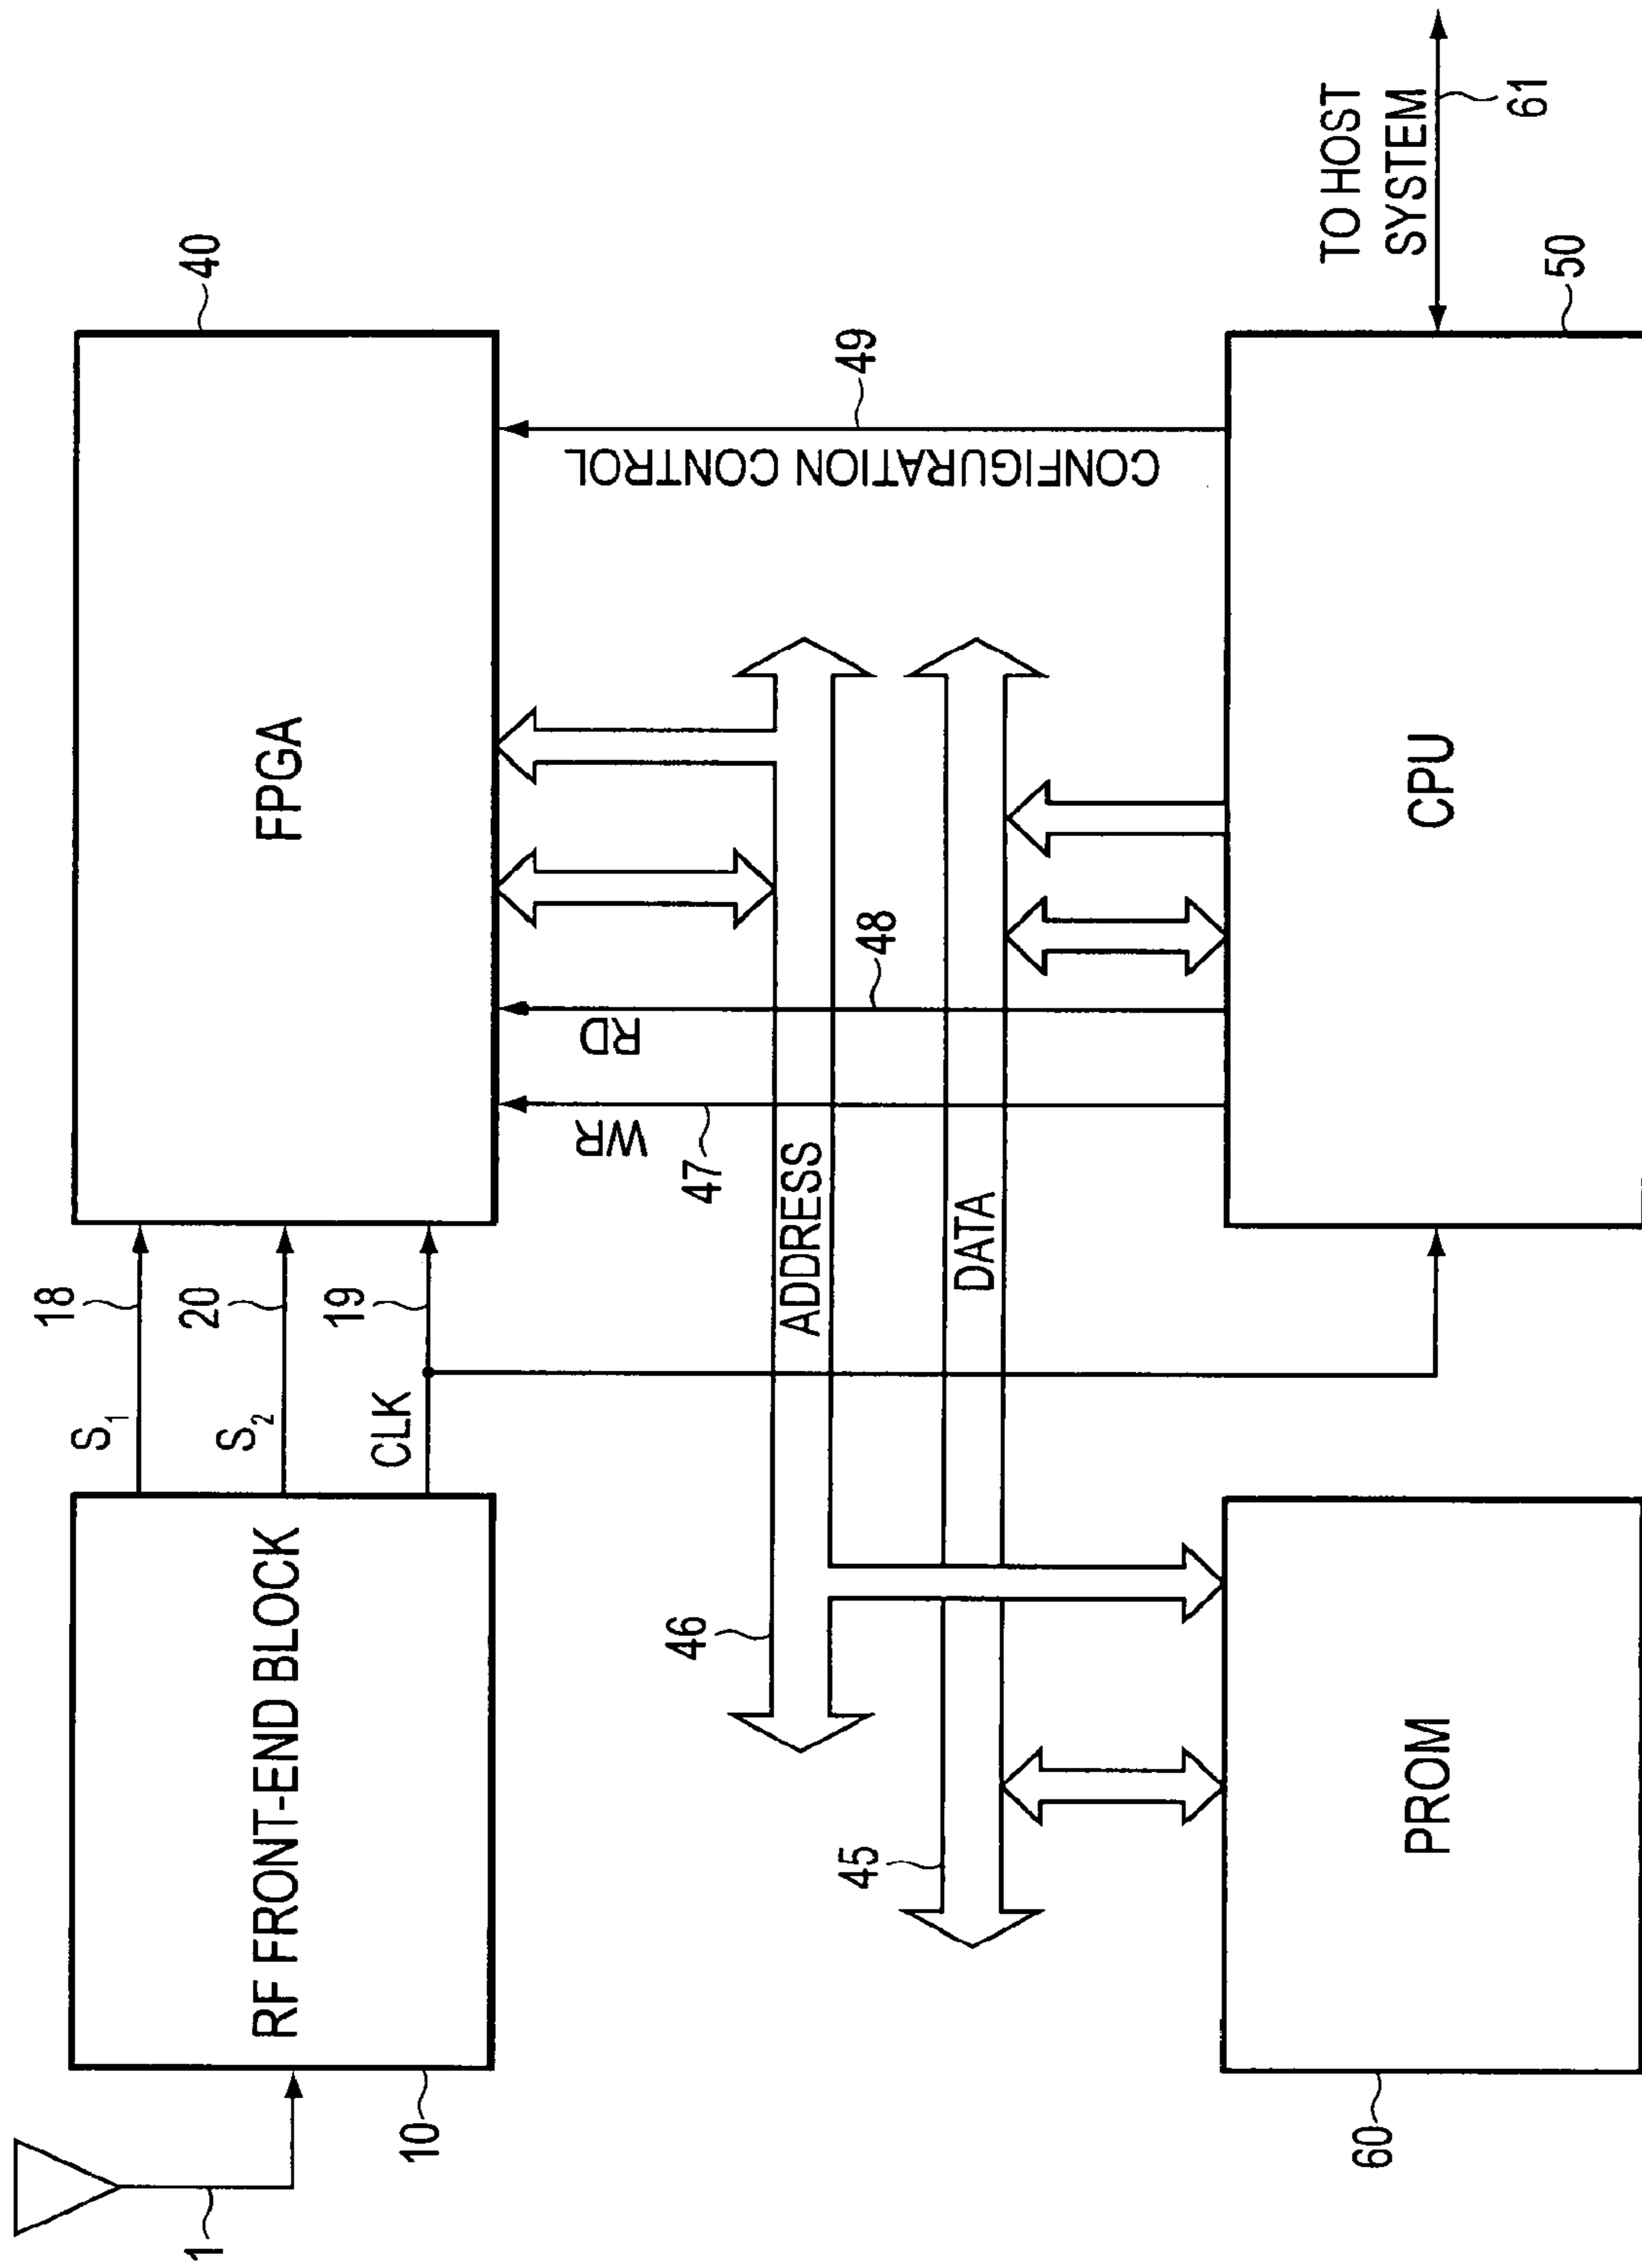 1
10
RF FRONT-END BLOCK
S1
18
S2
20
CLK
19
FPGA
40
46
ADDRESS
45
DATA
WR
47
RD
48
CONFIGURATION CONTROL
49
60
PROM
CPU
50
TO HOST
SYSTEM
61